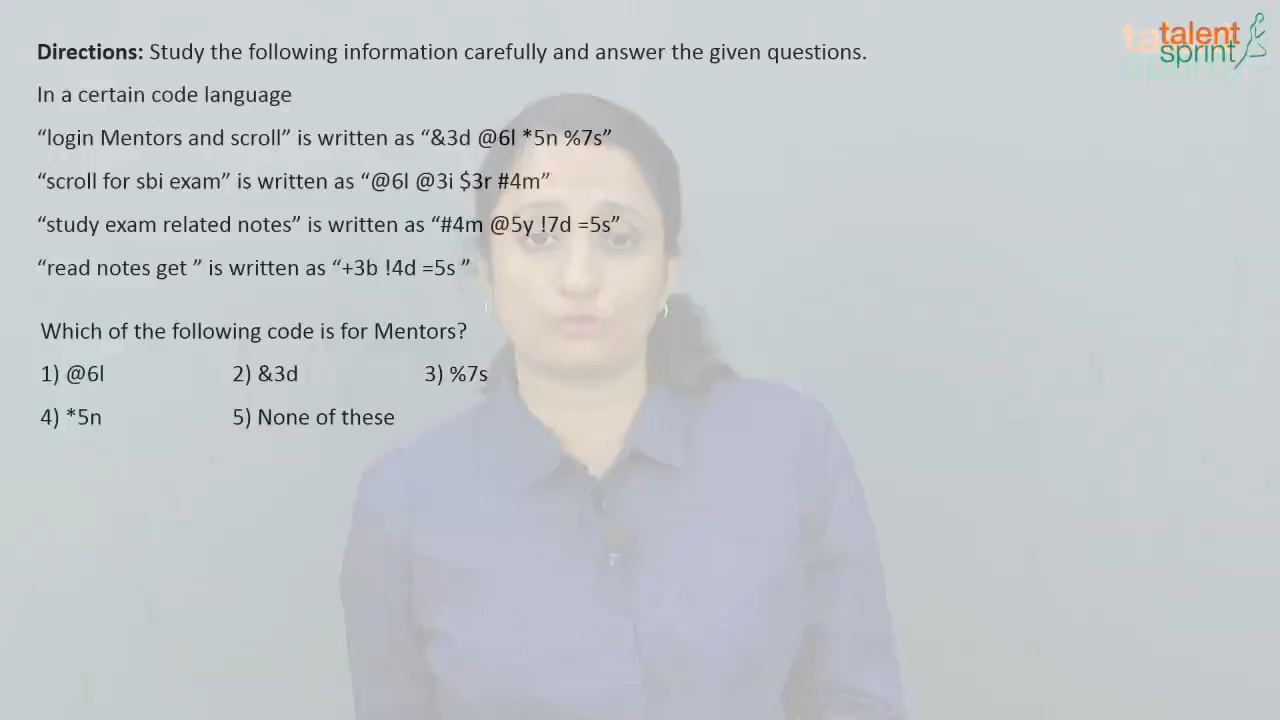 talent
sprint
Directions: Study the following information carefully and answer the given questions.
In a certain code language
“login Mentors and scroll” is written as “&3d @6l *5n %7s”
“scroll for sbi exam” is written as “@6l @3i $3r #4m”
“study exam related notes” is written as “#4m @5y !7d =5s”
“read notes get ” is written as “+3b !4d =5s ”
Which of the following code is for Mentors?
1) @6l 2) &3d 3) %7s
4) *5n 5) None of these